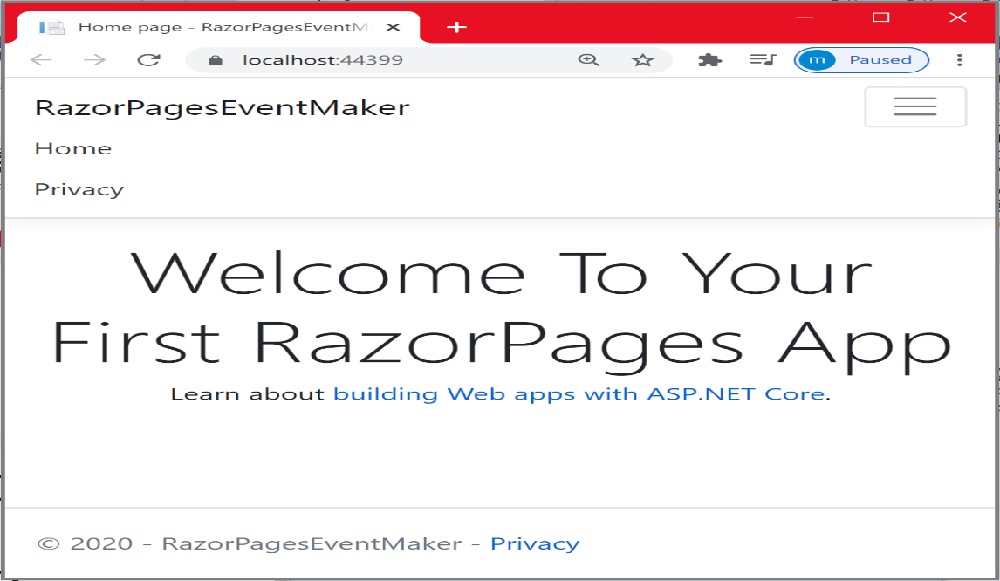 Home page - RazorPagesEventM
localhost:44399
m Paused
RazorPagesEventMaker
Home
Privacy
Welcome To Your
First RazorPages App
Learn about building Web apps with ASP.NET Core.
© 2020 - RazorPagesEventMaker - Privacy